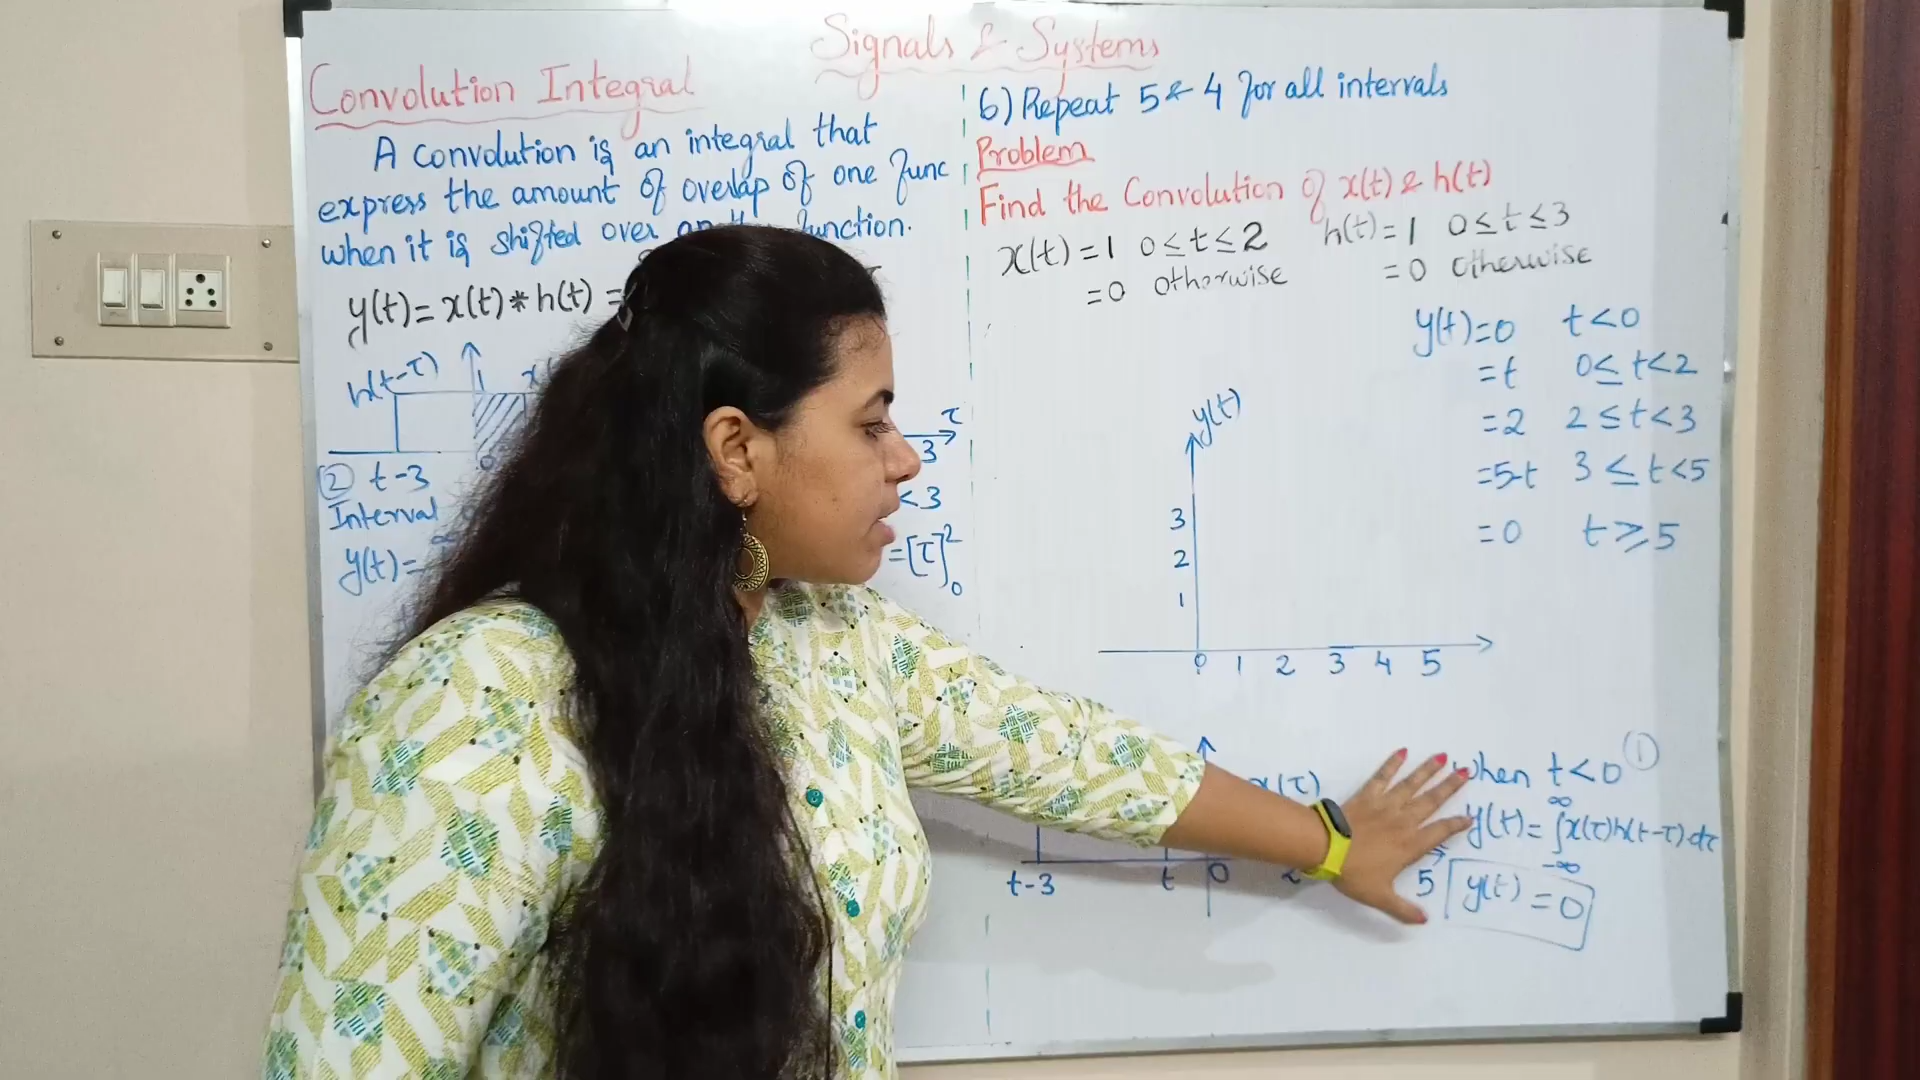 Signals & Systems
Convolution Integral
A convolution is an integral that
express the amount of overlap of one func
when it is shifted over function.
y(t) = x(t) * h(t) =
h(t-τ) 1
τ
3
② t-3
Interval <3
y(t)= =[τ]₀²
6) Repeat 5 & 4 for all intervals
Problem
Find the Convolution of x(t) & h(t)
x(t) = 1 0≤t≤2 h(t) = 1 0≤t≤3
=0 otherwise =0 otherwise
y(t)=0 t<0
=t 0≤t<2
=2 2≤t<3
=5-t 3≤t<5
=0 t≥5
y(t)
3
2
1
0 1 2 3 4 5
When t<0 ①
x(τ)
y(t)= ∫_{-∞}^{∞} x(τ)h(t-τ)dτ
t-3 t 0 5
y(t) = 0